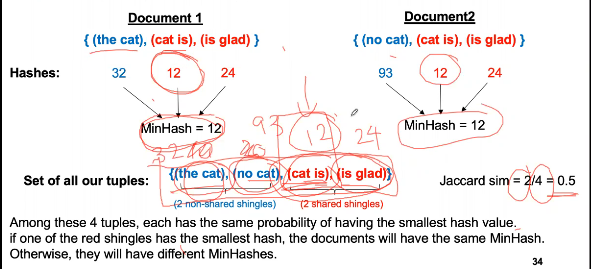 Document 1
Document2
{ (the cat), (cat is), (is glad) }
{ (no cat), (cat is), (is glad) }
Hashes:
32 12 24
93 12 24
MinHash = 12
MinHash = 12
93 12 24
32
Set of all our tuples:
{(the cat), (no cat), (cat is), (is glad)}
Jaccard sim = 2/4 = 0.5
(2 non-shared shingles)
(2 shared shingles)
Among these 4 tuples, each has the same probability of having the smallest hash value.
if one of the red shingles has the smallest hash, the documents will have the same MinHash.
Otherwise, they will have different MinHashes.
34